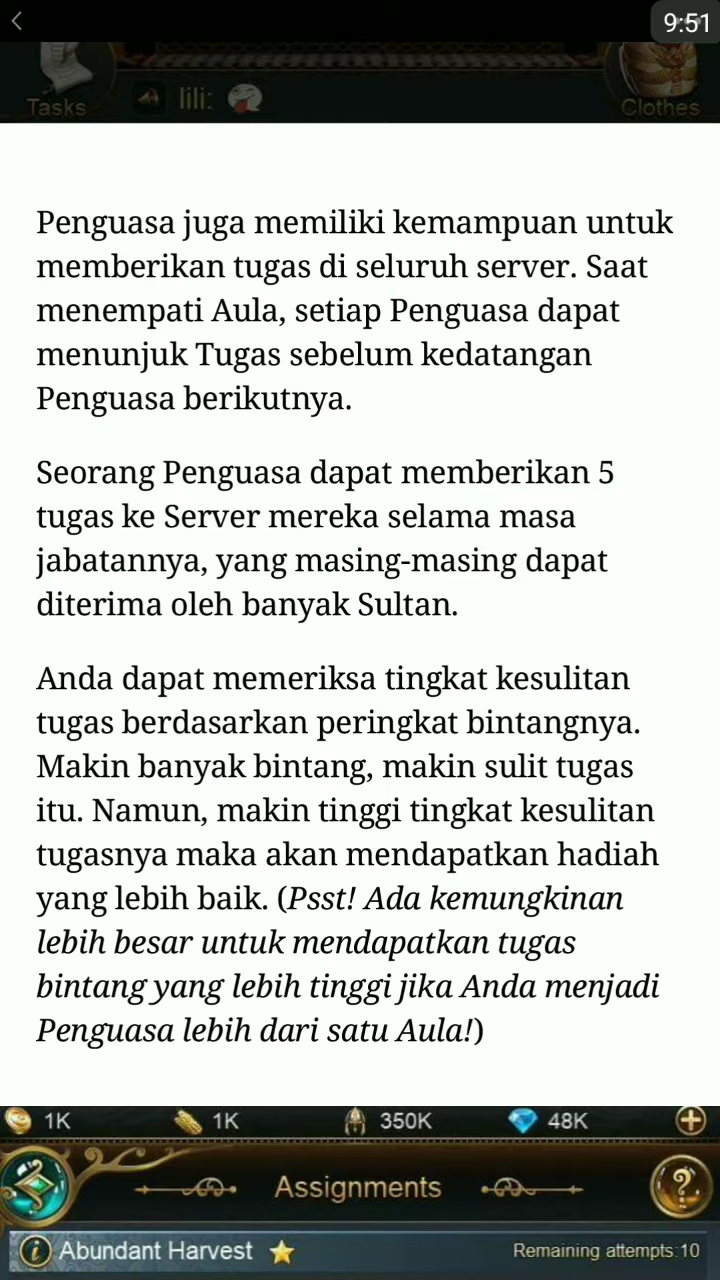 9:51
Tasks
lili:
Clothes
Penguasa juga memiliki kemampuan untuk
memberikan tugas di seluruh server. Saat
menempati Aula, setiap Penguasa dapat
menunjuk Tugas sebelum kedatangan
Penguasa berikutnya.
Seorang Penguasa dapat memberikan 5
tugas ke Server mereka selama masa
jabatannya, yang masing-masing dapat
diterima oleh banyak Sultan.
Anda dapat memeriksa tingkat kesulitan
tugas berdasarkan peringkat bintangnya.
Makin banyak bintang, makin sulit tugas
itu. Namun, makin tinggi tingkat kesulitan
tugasnya maka akan mendapatkan hadiah
yang lebih baik. (Psst! Ada kemungkinan
lebih besar untuk mendapatkan tugas
bintang yang lebih tinggi jika Anda menjadi
Penguasa lebih dari satu Aula!)
1K 1K 350K 48K
Assignments
Abundant Harvest Remaining attempts:10